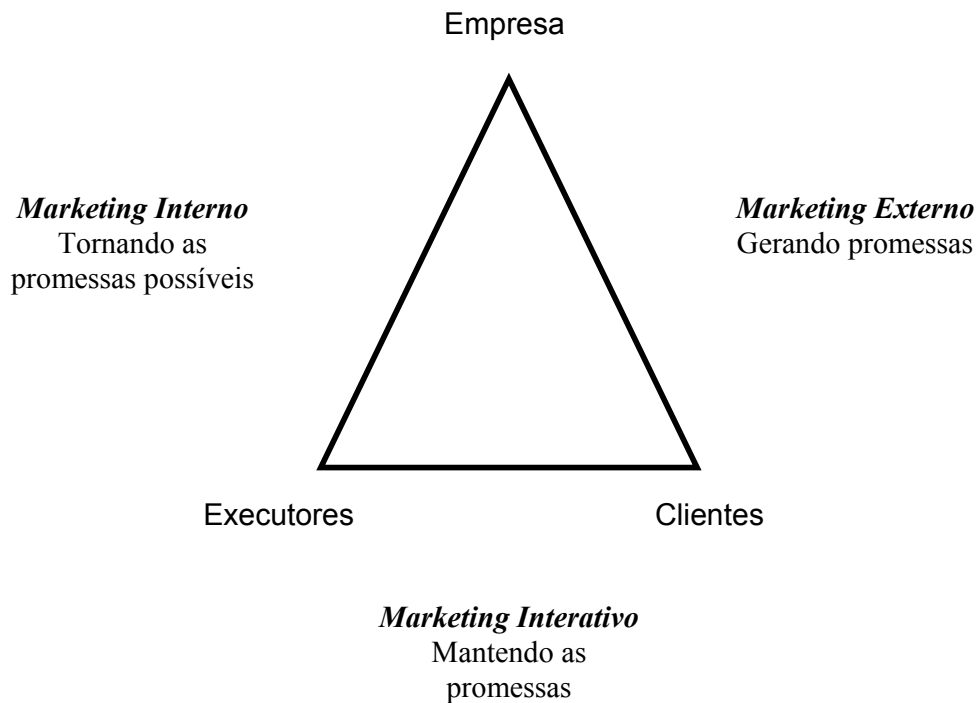 Empresa
Marketing Interno
Tornando as
promessas possíveis
Marketing Externo
Gerando promessas
Executores
Clientes
Marketing Interativo
Mantendo as
promessas